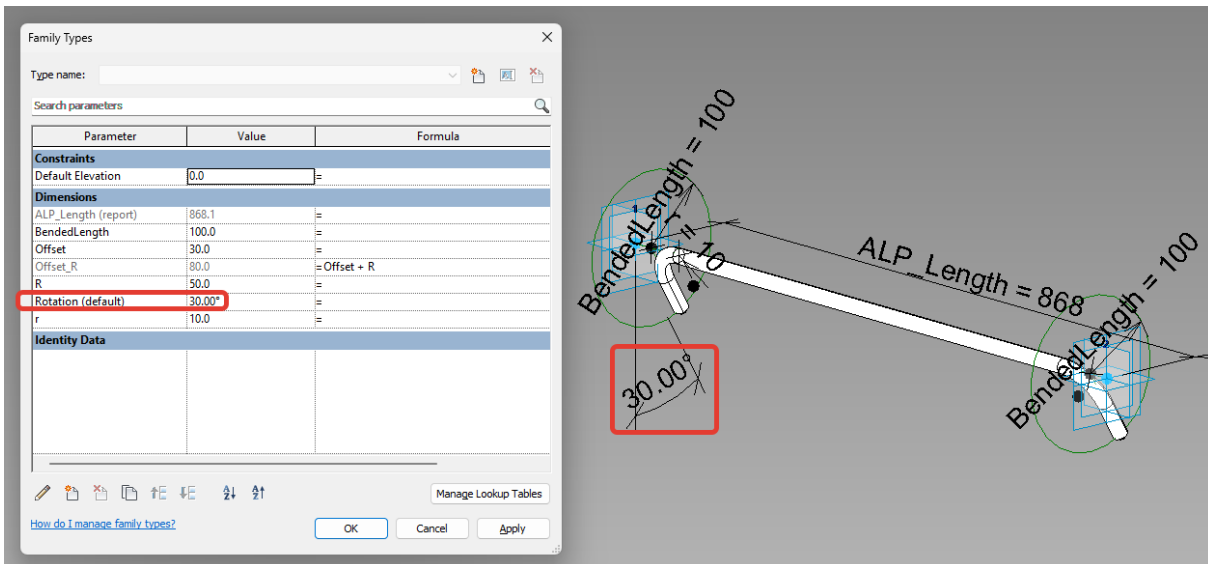 Family Types
Type name:
Search parameters
Parameter Value Formula
Constraints
Default Elevation 0.0 =
Dimensions
ALP_Length (report) 868.1 =
BendedLength 100.0 =
Offset 30.0 =
Offset_R 80.0 =Offset + R
R 50.0 =
Rotation (default) 30.00° =
r 10.0 =
Identity Data
Manage Lookup Tables
How do I manage family types?
OK Cancel Apply
BendedLength = 100
r = 10
ALP_Length = 868
BendedLength = 100
30.00°